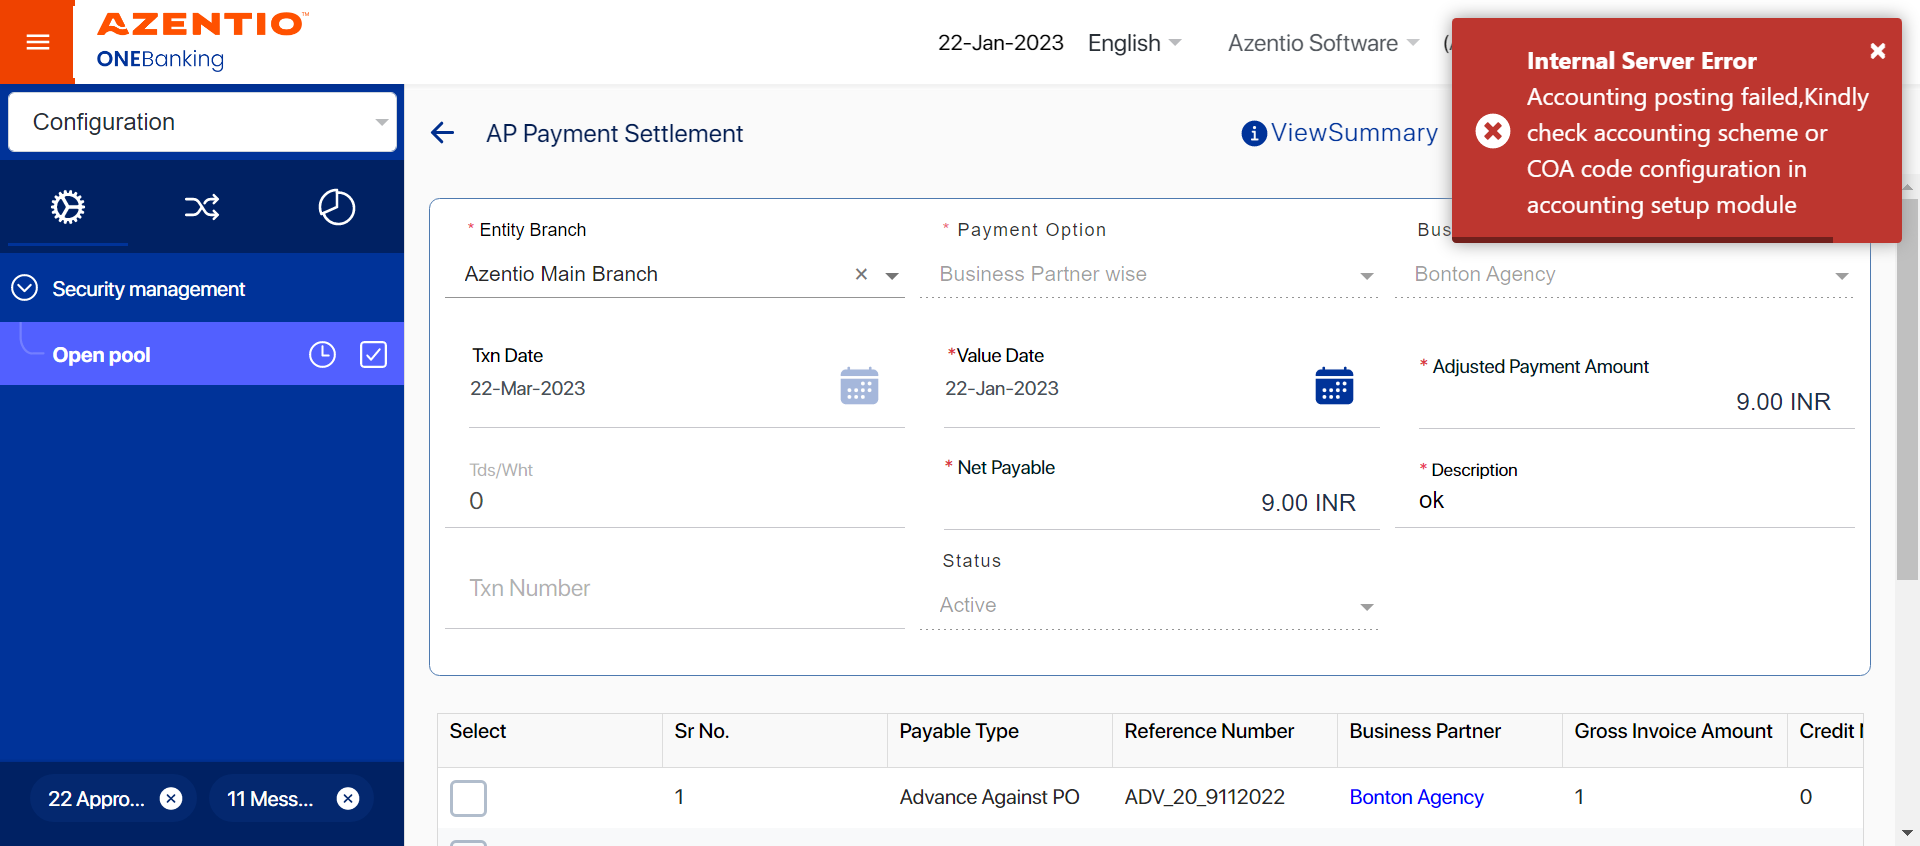 AZENTIO™
ONEBanking
22-Jan-2023
English
Azentio Software
Internal Server Error
Accounting posting failed,Kindly
check accounting scheme or
COA code configuration in
accounting setup module
Configuration
AP Payment Settlement
ViewSummary
Security management
Open pool
* Entity Branch
Azentio Main Branch
* Payment Option
Business Partner wise
Bus
Bonton Agency
Txn Date
22-Mar-2023
*Value Date
22-Jan-2023
* Adjusted Payment Amount
9.00 INR
Tds/Wht
0
* Net Payable
9.00 INR
* Description
ok
Txn Number
Status
Active
Select
Sr No.
Payable Type
Reference Number
Business Partner
Gross Invoice Amount
Credit
1
Advance Against PO
ADV_20_9112022
Bonton Agency
1
0
22 Appro...
11 Mess...